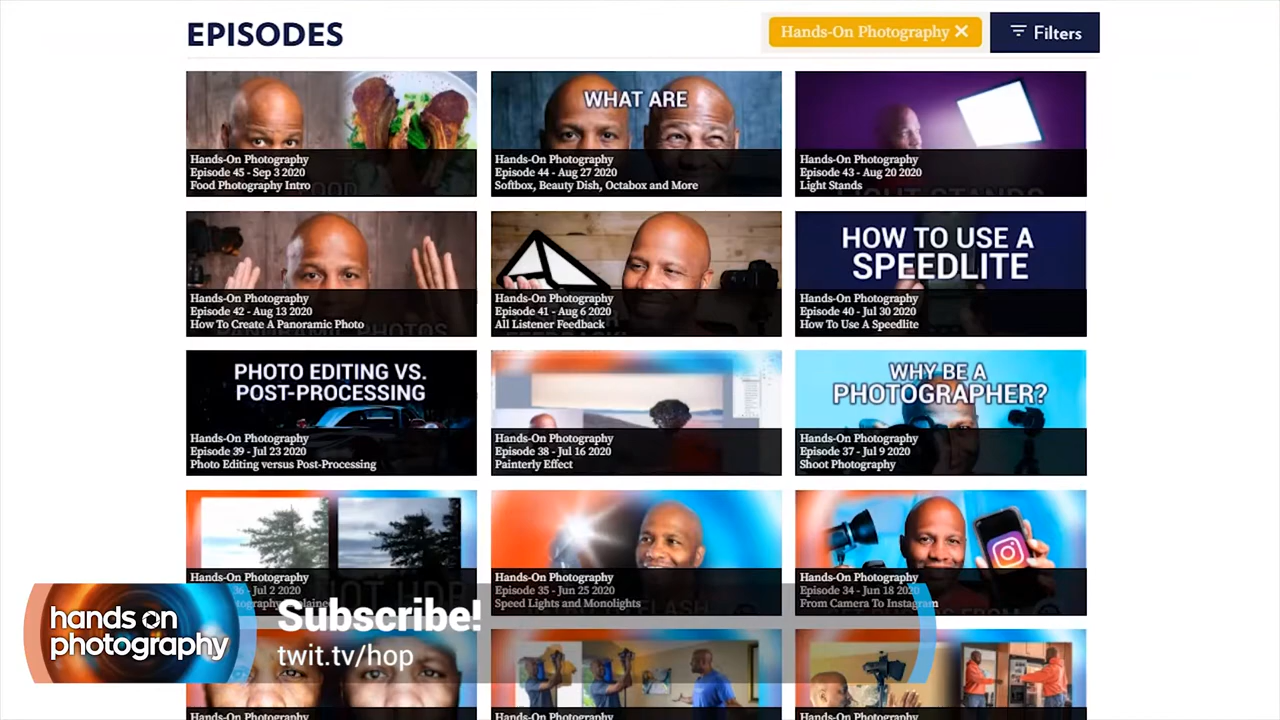 EPISODES
Hands-On Photography ✕
Filters
Hands-On Photography
Episode 45 - Sep 3 2020
Food Photography Intro
WHAT ARE
Hands-On Photography
Episode 44 - Aug 27 2020
Softbox, Beauty Dish, Octabox and More
Hands-On Photography
Episode 43 - Aug 20 2020
Light Stands
Hands-On Photography
Episode 42 - Aug 13 2020
How To Create A Panoramic Photo
Hands-On Photography
Episode 41 - Aug 6 2020
All Listener Feedback
HOW TO USE A
SPEEDLITE
Hands-On Photography
Episode 40 - Jul 30 2020
How To Use A Speedlite
PHOTO EDITING VS.
POST-PROCESSING
Hands-On Photography
Episode 39 - Jul 23 2020
Photo Editing versus Post-Processing
Hands-On Photography
Episode 38 - Jul 16 2020
Painterly Effect
WHY BE A
PHOTOGRAPHER?
Hands-On Photography
Episode 37 - Jul 9 2020
Shoot Photography
Hands-On Photography
36 - Jul 2 2020
Hands-On Photography
Episode 35 - Jun 25 2020
Speed Lights and Monolights
Hands-On Photography
Episode 34 - Jun 18 2020
From Camera To Instagram
hands on
photography
Subscribe!
twit.tv/hop
Hands-On Photography
Hands-On Photography
Hands-On Photography